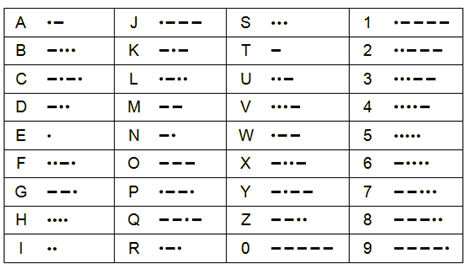 A •– J •––– S ••• 1 •––––
B –••• K –•– T – 2 ••–––
C –•–• L •–•• U ••– 3 •••––
D –•• M –– V •••– 4 ••••–
E • N –• W •–– 5 •••••
F ••–• O ––– X –••– 6 –••••
G ––• P •––• Y –•–– 7 ––•••
H •••• Q ––•– Z ––•• 8 –––••
I •• R •–• 0 ––––– 9 ––––•